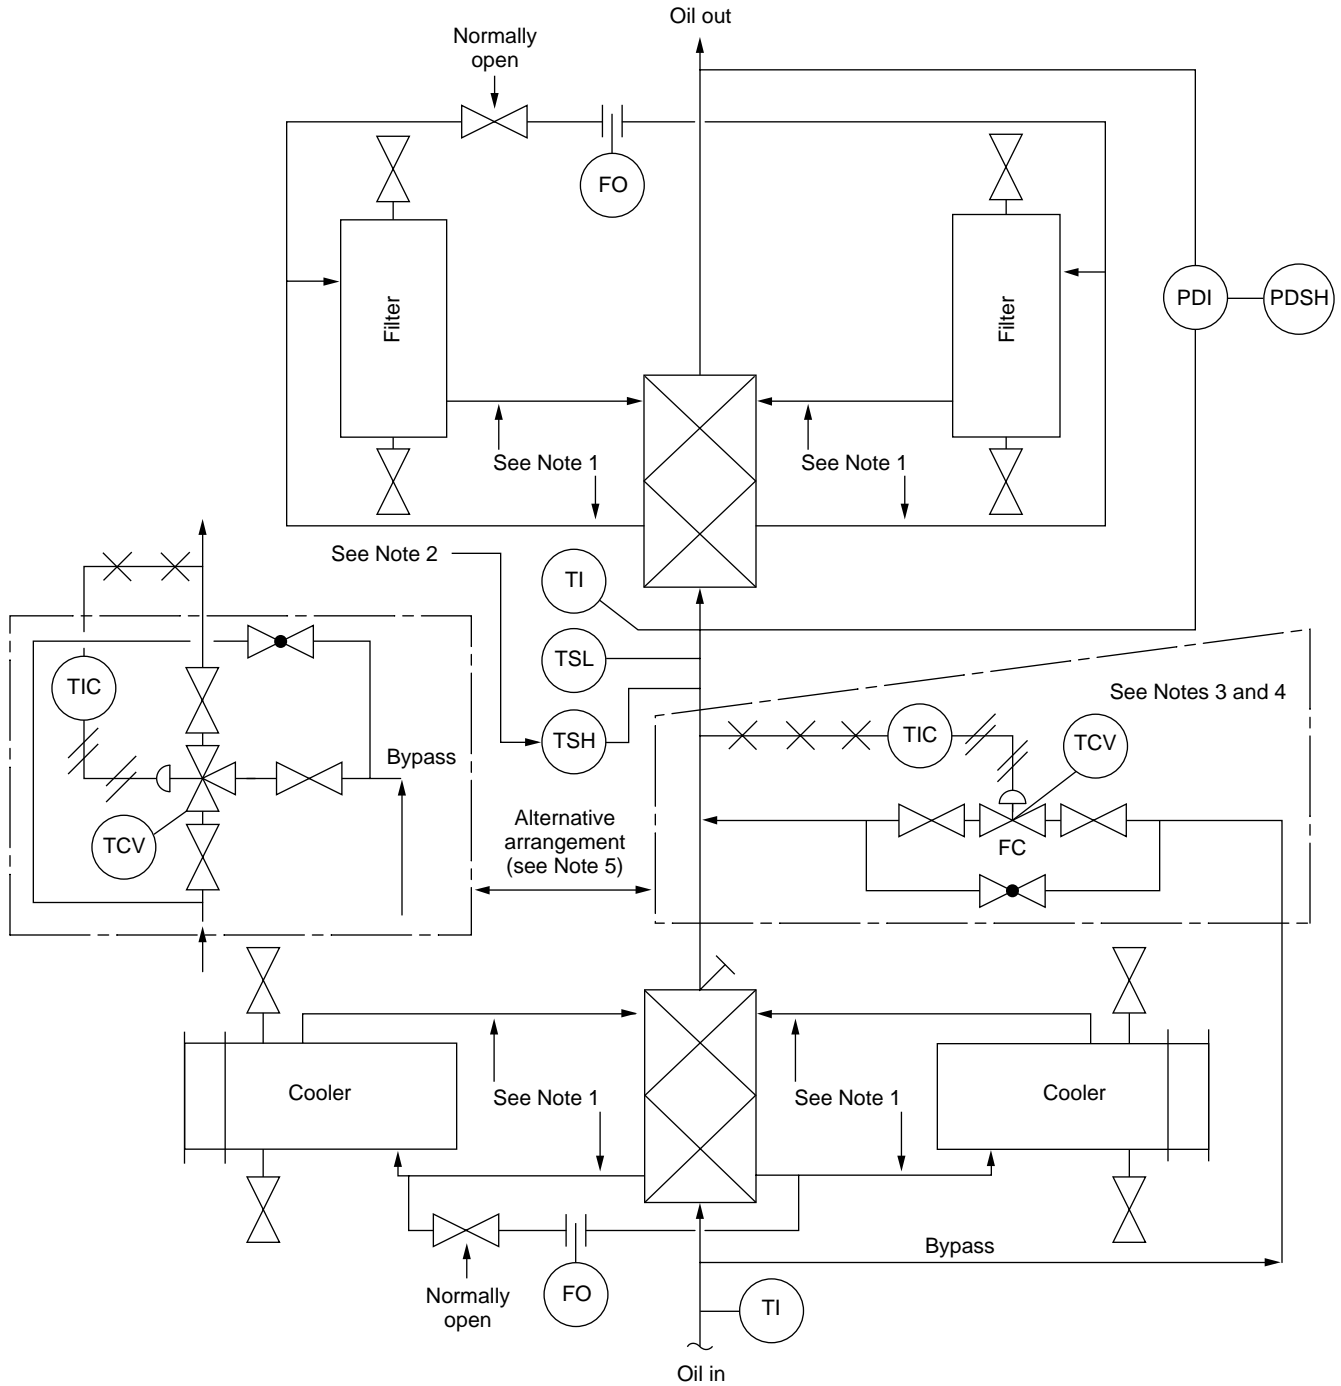 Oil out
Normally
open
FO
Filter
Filter
PDI
PDSH
See Note 1
See Note 1
See Note 2
TI
TSL
TSH
TIC
Bypass
TCV
See Notes 3 and 4
TIC
TCV
FC
Alternative
arrangement
(see Note 5)
Cooler
See Note 1
See Note 1
Cooler
Normally
open
FO
Bypass
TI
Oil in